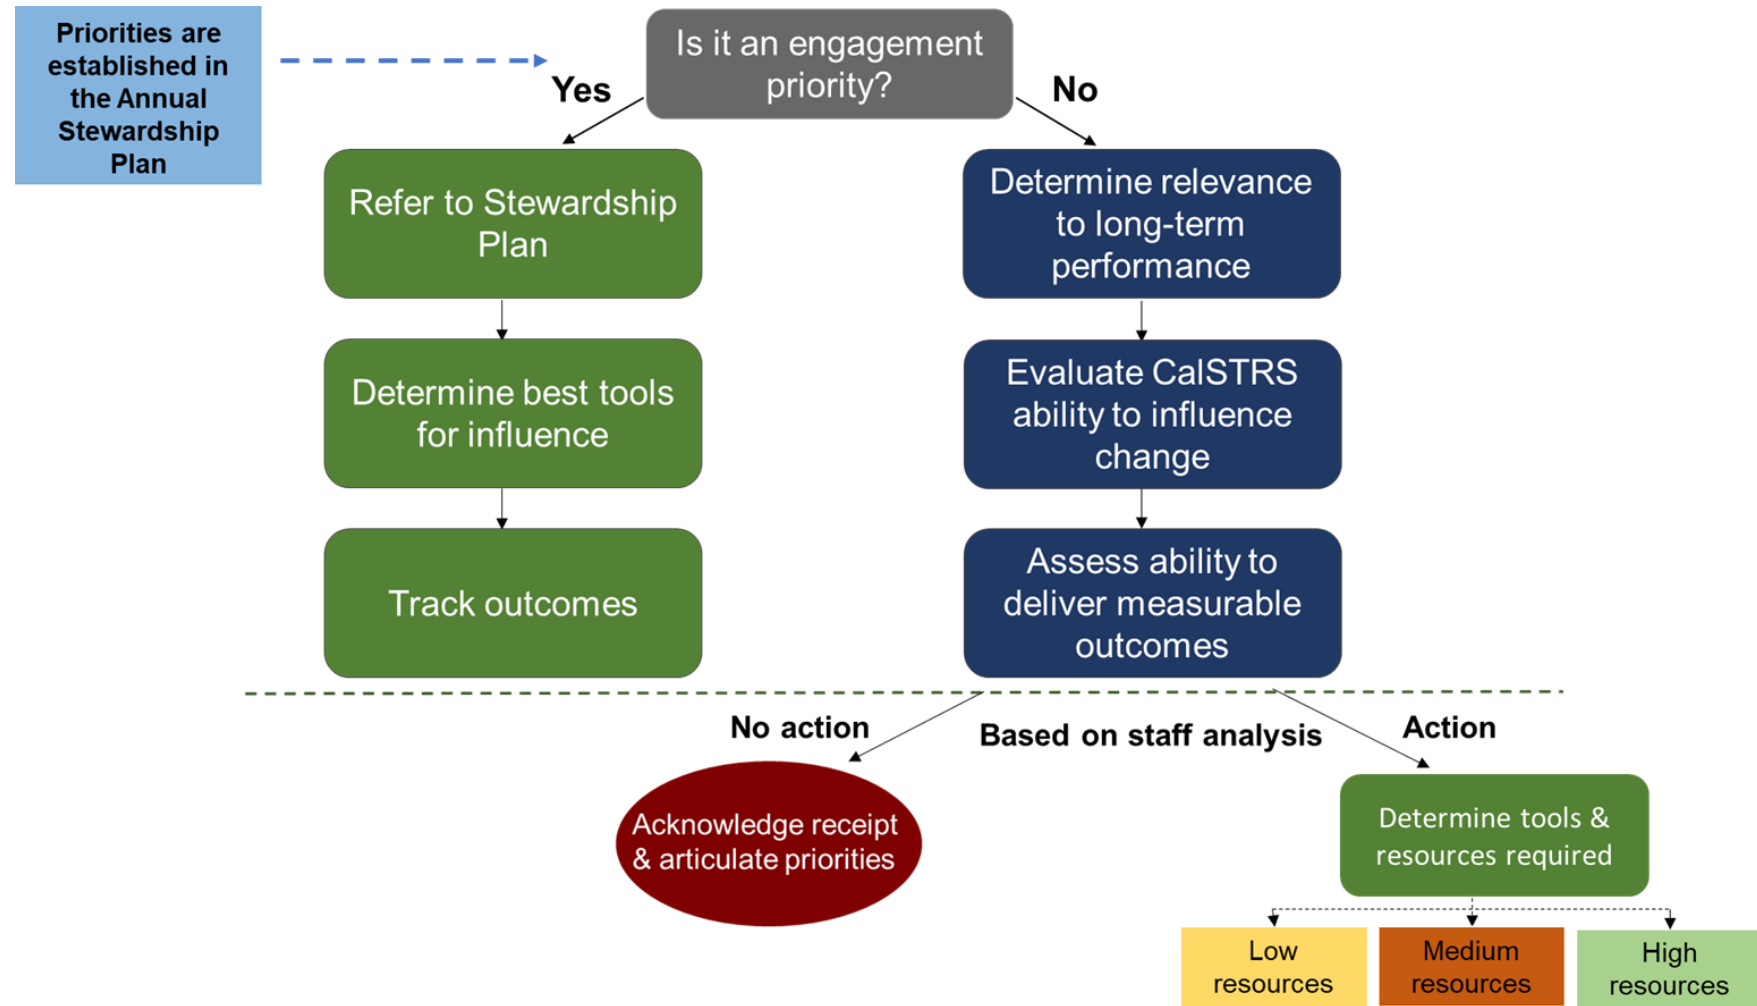 Priorities are
established in
the Annual
Stewardship
Plan
Is it an engagement
priority?
Yes
No
Refer to Stewardship
Plan
Determine relevance
to long-term
performance
Determine best tools
for influence
Evaluate CalSTRS
ability to influence
change
Track outcomes
Assess ability to
deliver measurable
outcomes
No action
Based on staff analysis
Action
Acknowledge receipt
& articulate priorities
Determine tools &
resources required
Low
resources
Medium
resources
High
resources